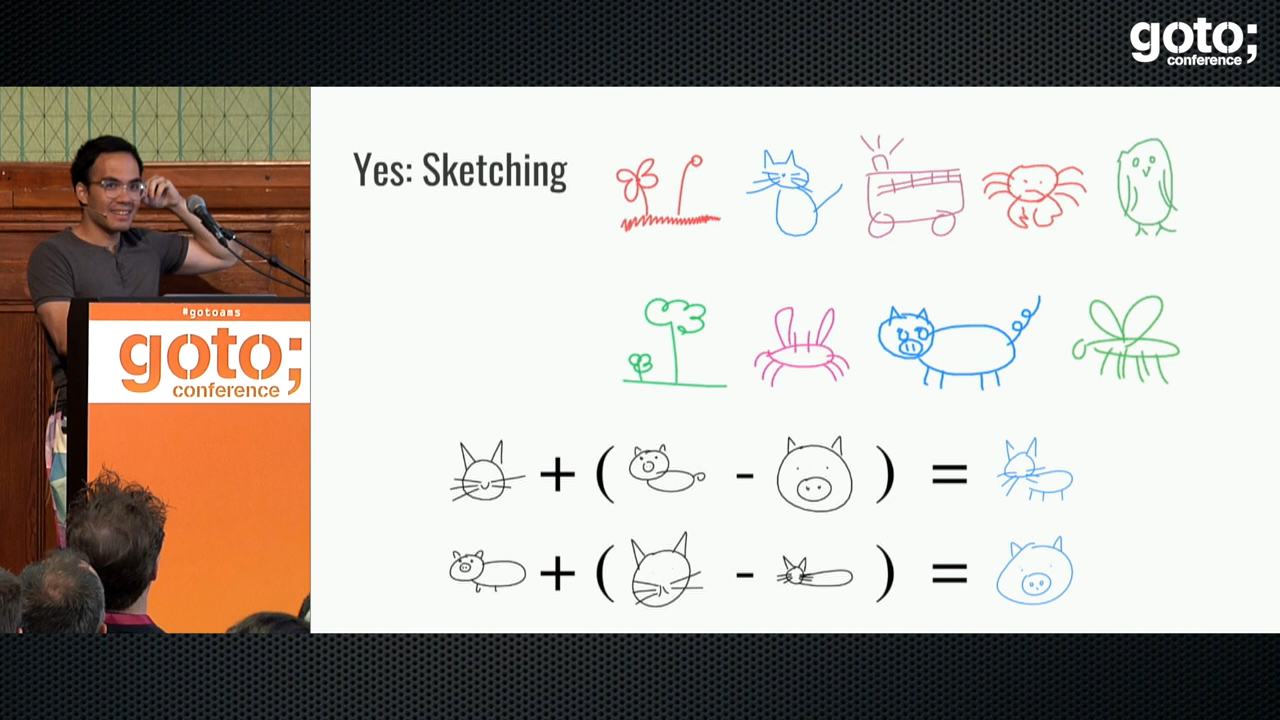 goto;
conference
Yes: Sketching
#gotoams
goto;
conference
+ ( - ) =
+ ( - ) =